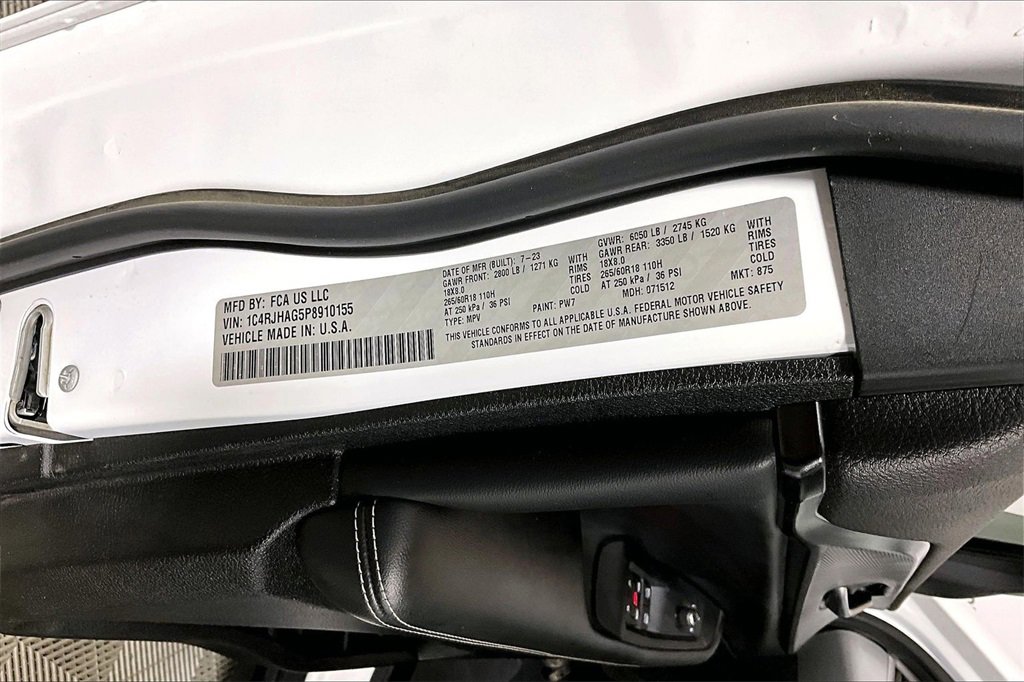 MFD BY: FCA US LLC
VIN: 1C4RJHAG5P8910155
VEHICLE MADE IN: U.S.A.
DATE OF MFR (BUILT): 7-23
GAWR FRONT: 2800 LB / 1271 KG WITH
18X8.0 RIMS
265/60R18 110H TIRES
AT 250 kPa / 36 PSI COLD
TYPE: MPV
GVWR: 6050 LB / 2745 KG
GAWR REAR: 3350 LB / 1520 KG WITH
18X8.0 RIMS
265/60R18 110H TIRES
AT 250 kPa / 36 PSI COLD
PAINT: PW7 MDH: 071512 MKT: 875
THIS VEHICLE CONFORMS TO ALL APPLICABLE U.S.A. FEDERAL MOTOR VEHICLE SAFETY
STANDARDS IN EFFECT ON THE DATE OF MANUFACTURE SHOWN ABOVE.